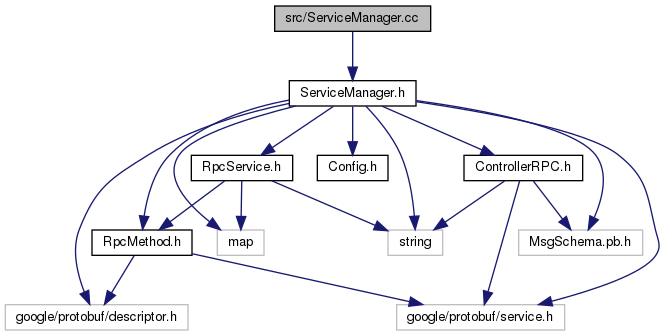 src/ServiceManager.cc
ServiceManager.h
RpcService.h
Config.h
ControllerRPC.h
RpcMethod.h
map
string
MsgSchema.pb.h
google/protobuf/descriptor.h
google/protobuf/service.h